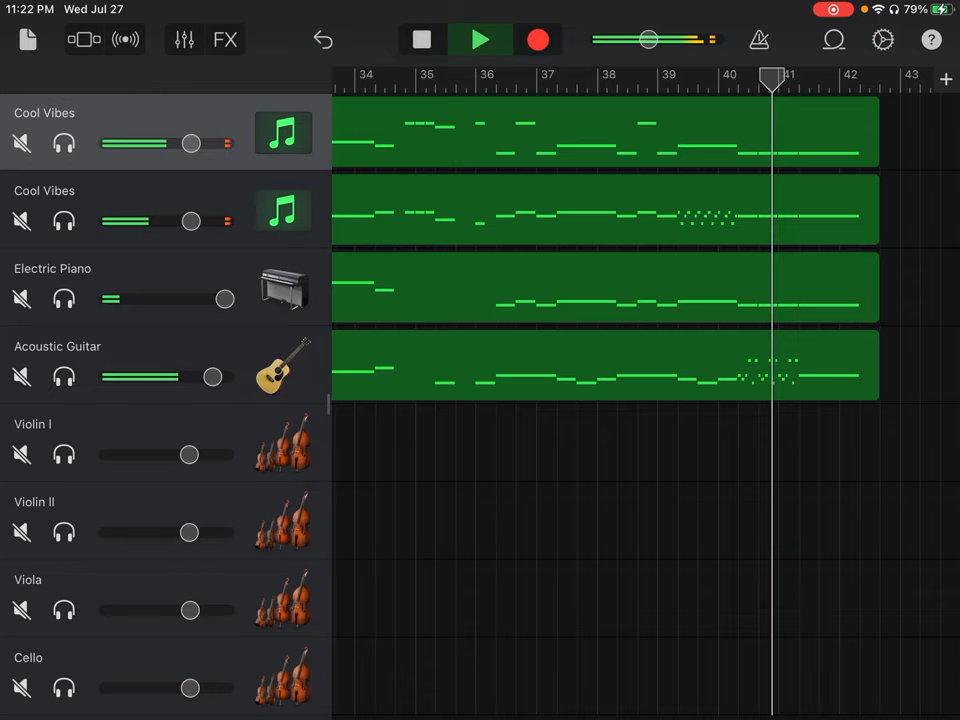 11:22 PM Wed Jul 27 79%
FX ?
34 35 36 37 38 39 40 41 42 43 +
Cool Vibes
Cool Vibes
Electric Piano
Acoustic Guitar
Violin I
Violin II
Viola
Cello